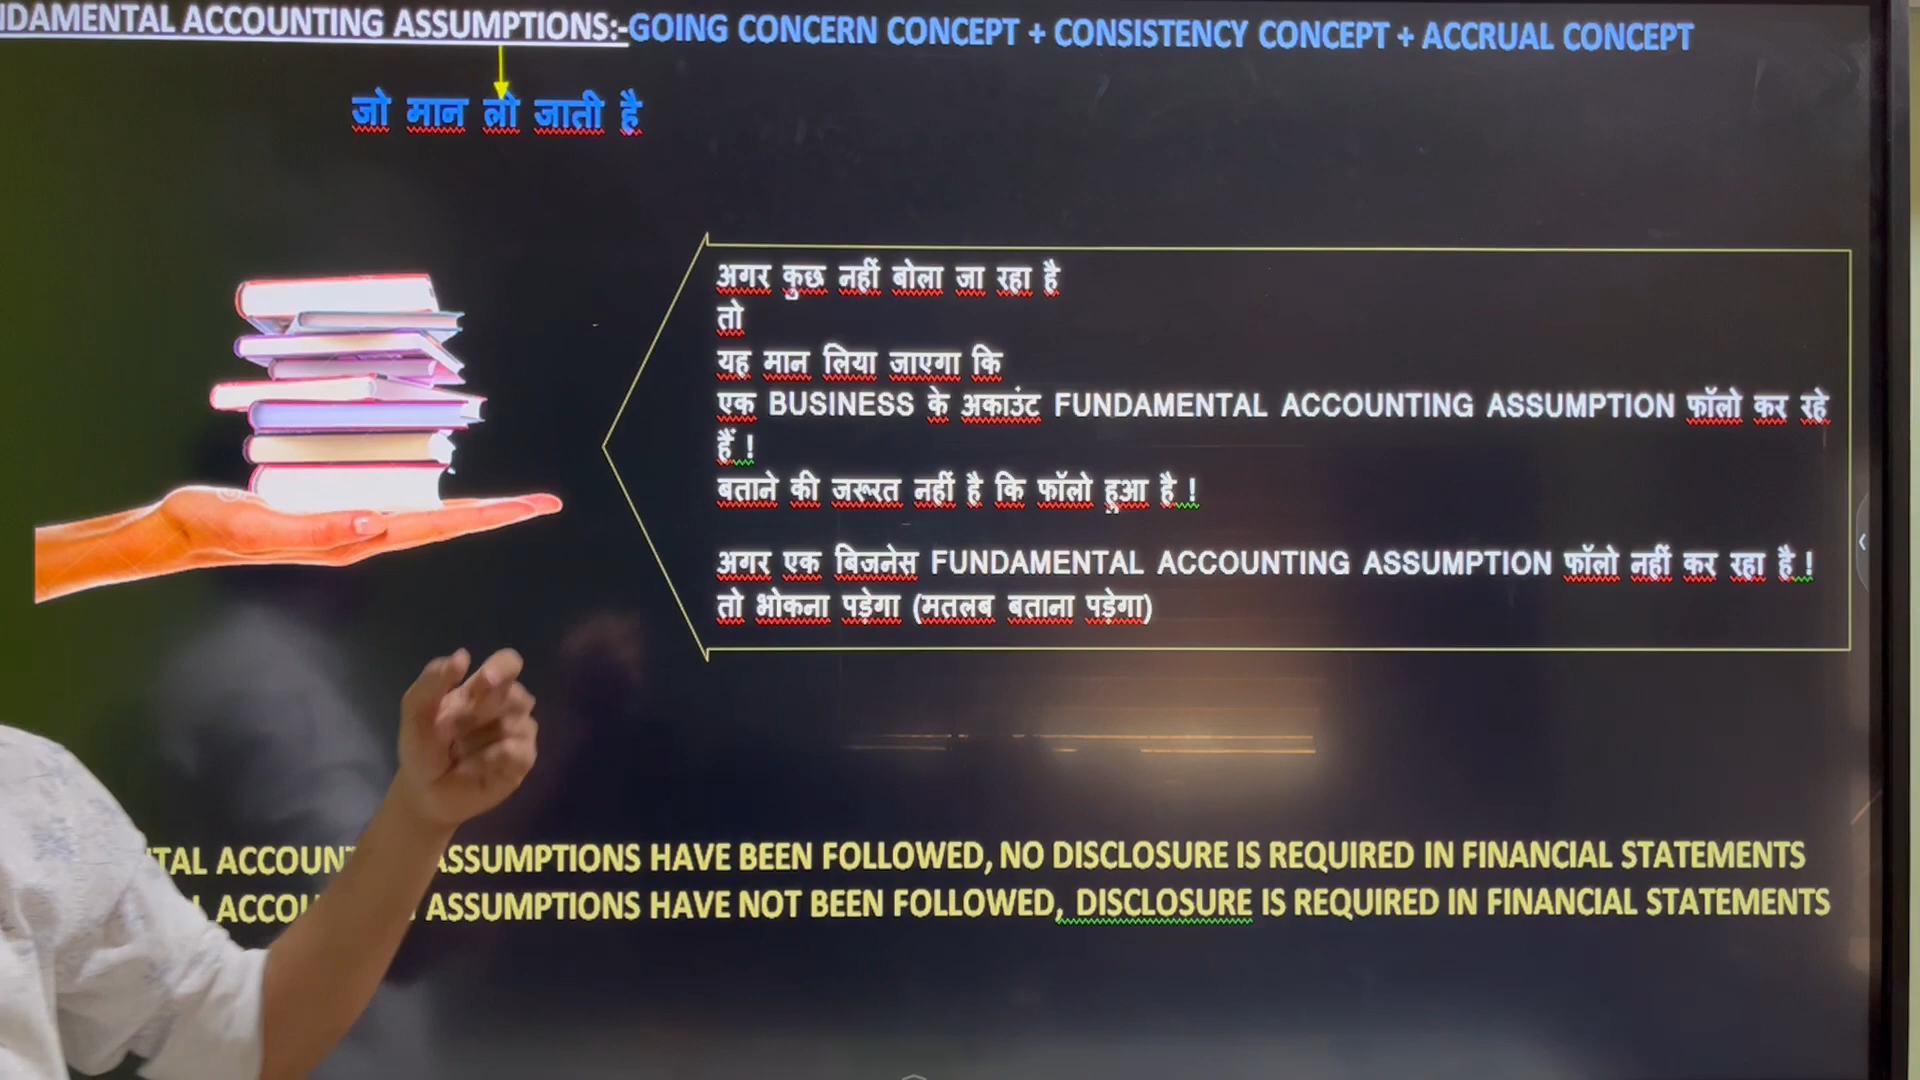 NDAMENTAL ACCOUNTING ASSUMPTIONS:-GOING CONCERN CONCEPT + CONSISTENCY CONCEPT + ACCRUAL CONCEPT
जो मान ली जाती है
अगर कुछ नहीं बोला जा रहा है
तो
यह मान लिया जाएगा कि
एक BUSINESS के अकाउंट FUNDAMENTAL ACCOUNTING ASSUMPTION फॉलो कर रहे
हैं !
बताने की जरूरत नहीं है कि फॉलो हुआ है !
अगर एक बिजनेस FUNDAMENTAL ACCOUNTING ASSUMPTION फॉलो नहीं कर रहा है !
तो भोकना पड़ेगा (मतलब बताना पड़ेगा)
TAL ACCOUN ASSUMPTIONS HAVE BEEN FOLLOWED, NO DISCLOSURE IS REQUIRED IN FINANCIAL STATEMENTS
L ACCOU ASSUMPTIONS HAVE NOT BEEN FOLLOWED, DISCLOSURE IS REQUIRED IN FINANCIAL STATEMENTS